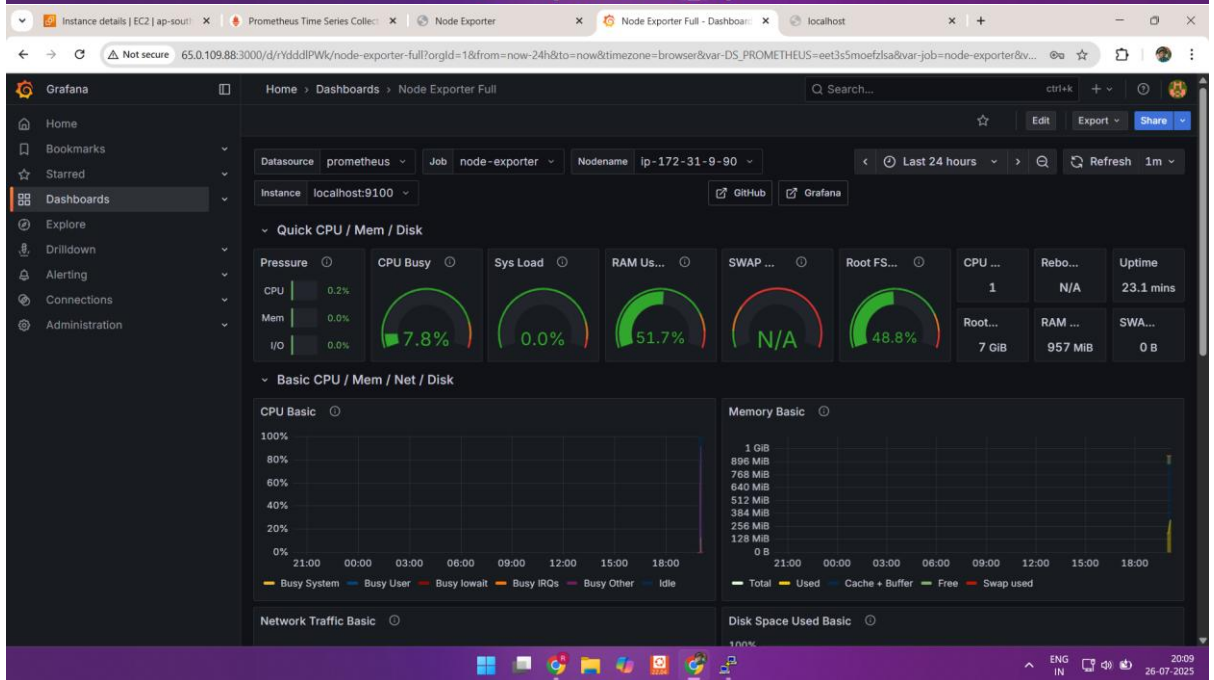 Instance details | EC2 | ap-south
Prometheus Time Series Collec
Node Exporter
Node Exporter Full - Dashboar
localhost
Not secure 65.0.109.88:3000/d/rYdddlPWk/node-exporter-full?orgId=1&from=now-24h&to=now&timezone=browser&var-DS_PROMETHEUS=eet3s5moefzlsa&var-job=node-exporter&v...
Grafana
Home › Dashboards › Node Exporter Full
Search...
ctrl+k
Home
Bookmarks
Starred
Dashboards
Explore
Drilldown
Alerting
Connections
Administration
Edit
Export
Share
Datasource prometheus
Job node-exporter
Nodename ip-172-31-9-90
Last 24 hours
Refresh 1m
Instance localhost:9100
GitHub
Grafana
Quick CPU / Mem / Disk
Pressure
CPU 0.2%
Mem 0.0%
I/O 0.0%
CPU Busy
7.8%
Sys Load
0.0%
RAM Us...
51.7%
SWAP ...
N/A
Root FS...
48.8%
CPU ...
1
Rebo...
N/A
Uptime
23.1 mins
Root...
7 GiB
RAM ...
957 MiB
SWA...
0 B
Basic CPU / Mem / Net / Disk
CPU Basic
100%
80%
60%
40%
20%
0%
21:00 00:00 03:00 06:00 09:00 12:00 15:00 18:00
Busy System Busy User Busy Iowait Busy IRQs Busy Other Idle
Memory Basic
1 GiB
896 MiB
768 MiB
640 MiB
512 MiB
384 MiB
256 MiB
128 MiB
0 B
21:00 00:00 03:00 06:00 09:00 12:00 15:00 18:00
Total Used Cache + Buffer Free Swap used
Network Traffic Basic
Disk Space Used Basic
100%
ENG
IN
20:09
26-07-2025